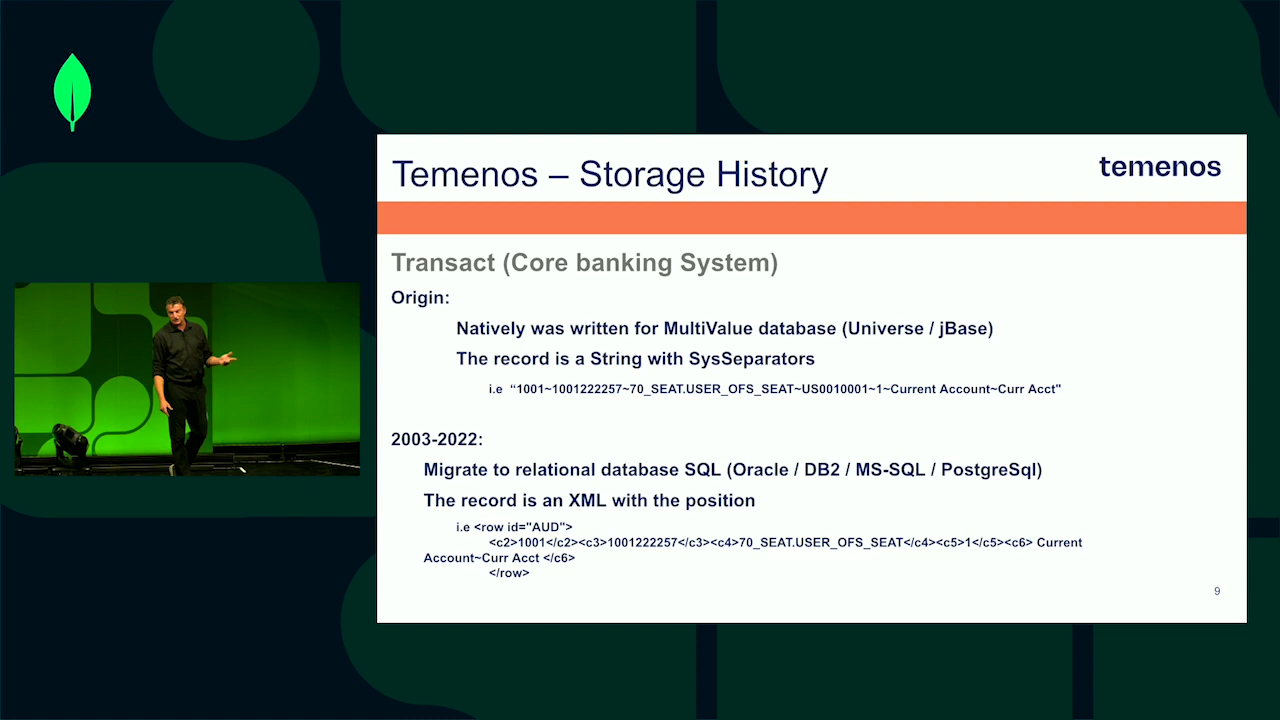 Temenos – Storage History
temenos
Transact (Core banking System)
Origin:
Natively was written for MultiValue database (Universe / jBase)
The record is a String with SysSeparators
i.e “1001~1001222257~70_SEAT.USER_OFS_SEAT~US0010001~1~Current Account~Curr Acct"
2003-2022:
Migrate to relational database SQL (Oracle / DB2 / MS-SQL / PostgreSql)
The record is an XML with the position
i.e <row id="AUD">
<c2>1001</c2><c3>1001222257</c3><c4>70_SEAT.USER_OFS_SEAT</c4><c5>1</c5><c6> Current
Account~Curr Acct </c6>
</row>
9